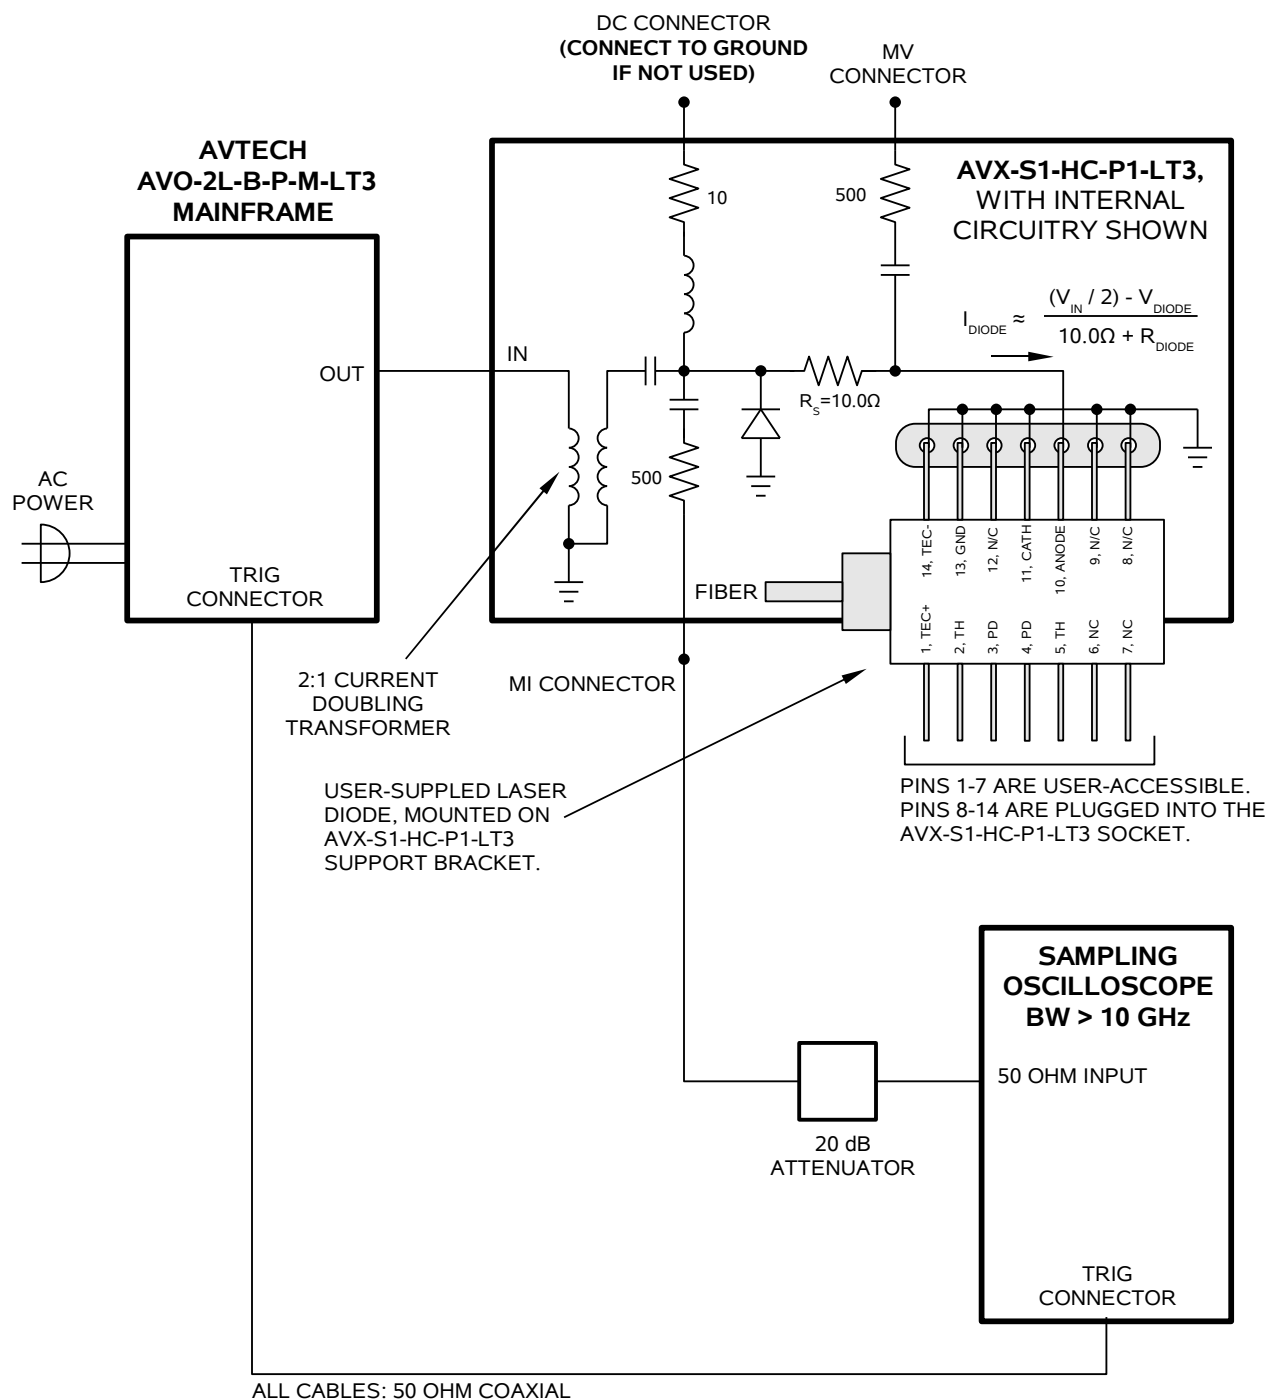 DC CONNECTOR
(CONNECT TO GROUND
IF NOT USED)
MV
CONNECTOR
AVTECH
AVO-2L-B-P-M-LT3
MAINFRAME
AVX-S1-HC-P1-LT3,
WITH INTERNAL
CIRCUITRY SHOWN
10
500
I_DIODE ≈ (V_IN / 2) - V_DIODE
10.0Ω + R_DIODE
IN
OUT
R_S=10.0Ω
500
AC
POWER
TRIG
CONNECTOR
14, TEC-
13, GND
12, N/C
11, CATH
10, ANODE
9, N/C
8, N/C
FIBER
1, TEC+
2, TH
3, PD
4, PD
5, TH
6, NC
7, NC
2:1 CURRENT
DOUBLING
TRANSFORMER
MI CONNECTOR
USER-SUPPLED LASER
DIODE, MOUNTED ON
AVX-S1-HC-P1-LT3
SUPPORT BRACKET.
PINS 1-7 ARE USER-ACCESSIBLE.
PINS 8-14 ARE PLUGGED INTO THE
AVX-S1-HC-P1-LT3 SOCKET.
SAMPLING
OSCILLOSCOPE
BW > 10 GHz
50 OHM INPUT
20 dB
ATTENUATOR
TRIG
CONNECTOR
ALL CABLES: 50 OHM COAXIAL